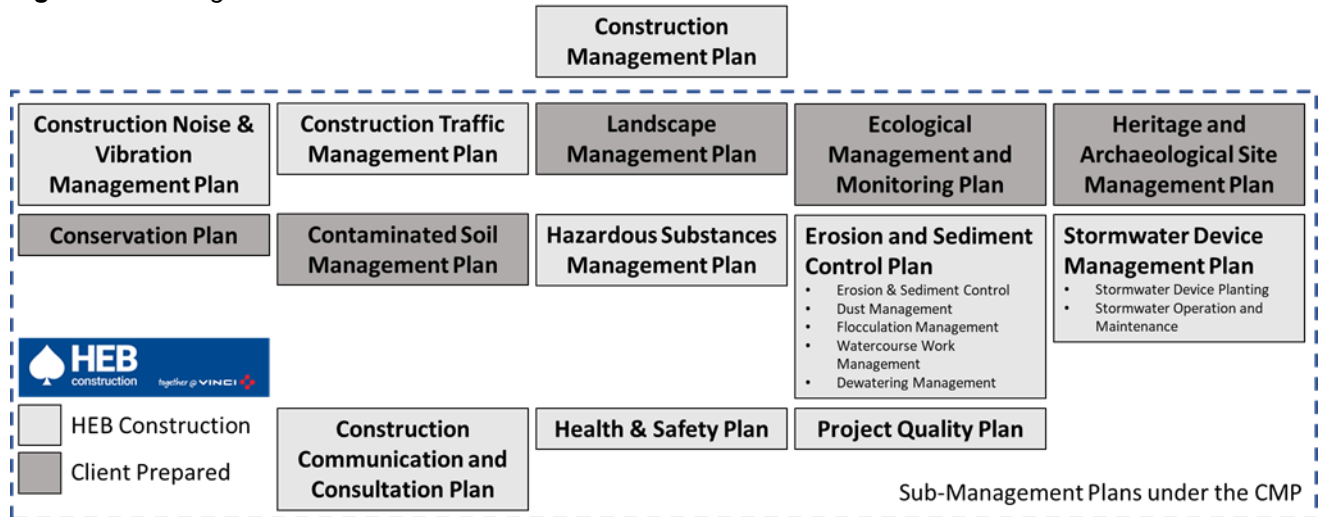 Construction
Management Plan
Construction Noise &
Vibration
Management Plan
Construction Traffic
Management Plan
Landscape
Management Plan
Ecological
Management and
Monitoring Plan
Heritage and
Archaeological Site
Management Plan
Conservation Plan
Contaminated Soil
Management Plan
Hazardous Substances
Management Plan
Erosion and Sediment
Control Plan
• Erosion & Sediment Control
• Dust Management
• Flocculation Management
• Watercourse Work
Management
• Dewatering Management
Stormwater Device
Management Plan
• Stormwater Device Planting
• Stormwater Operation and
Maintenance
HEB
construction
together @ VINCI
HEB Construction
Client Prepared
Construction
Communication and
Consultation Plan
Health & Safety Plan
Project Quality Plan
Sub-Management Plans under the CMP